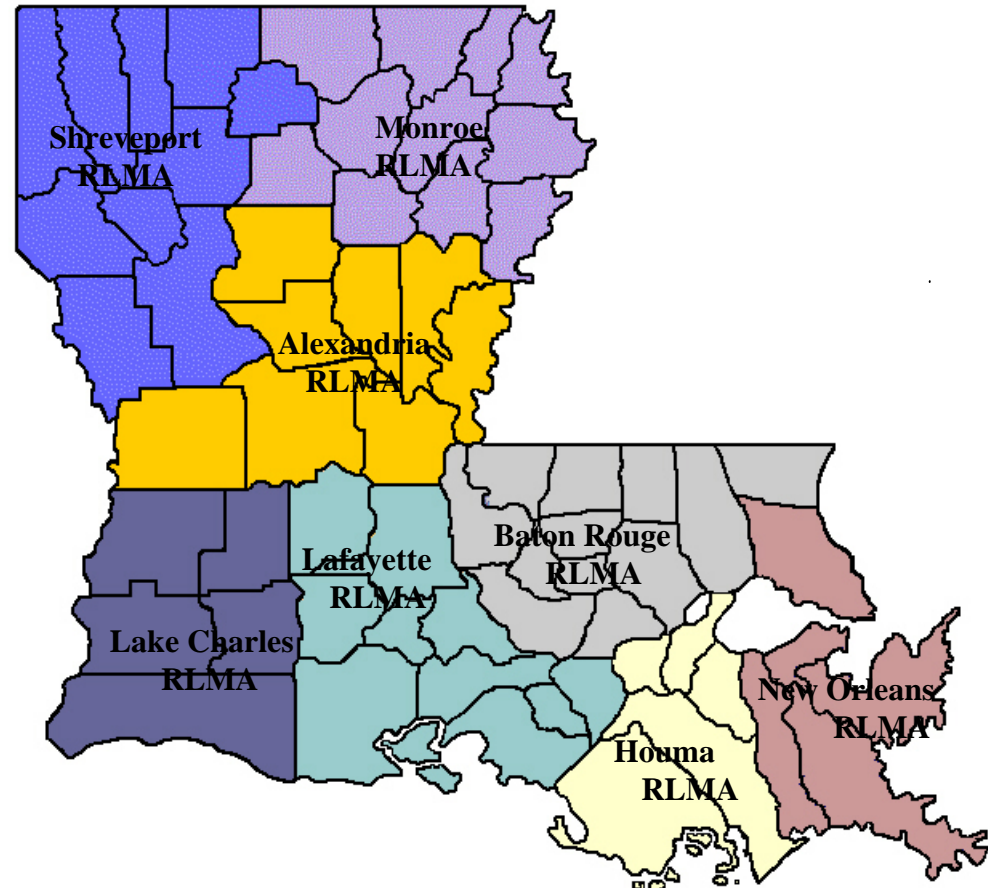 Shreveport
RLMA
Monroe
RLMA
Alexandria
RLMA
Baton Rouge
RLMA
Lafayette
RLMA
Lake Charles
RLMA
New Orleans
RLMA
Houma
RLMA